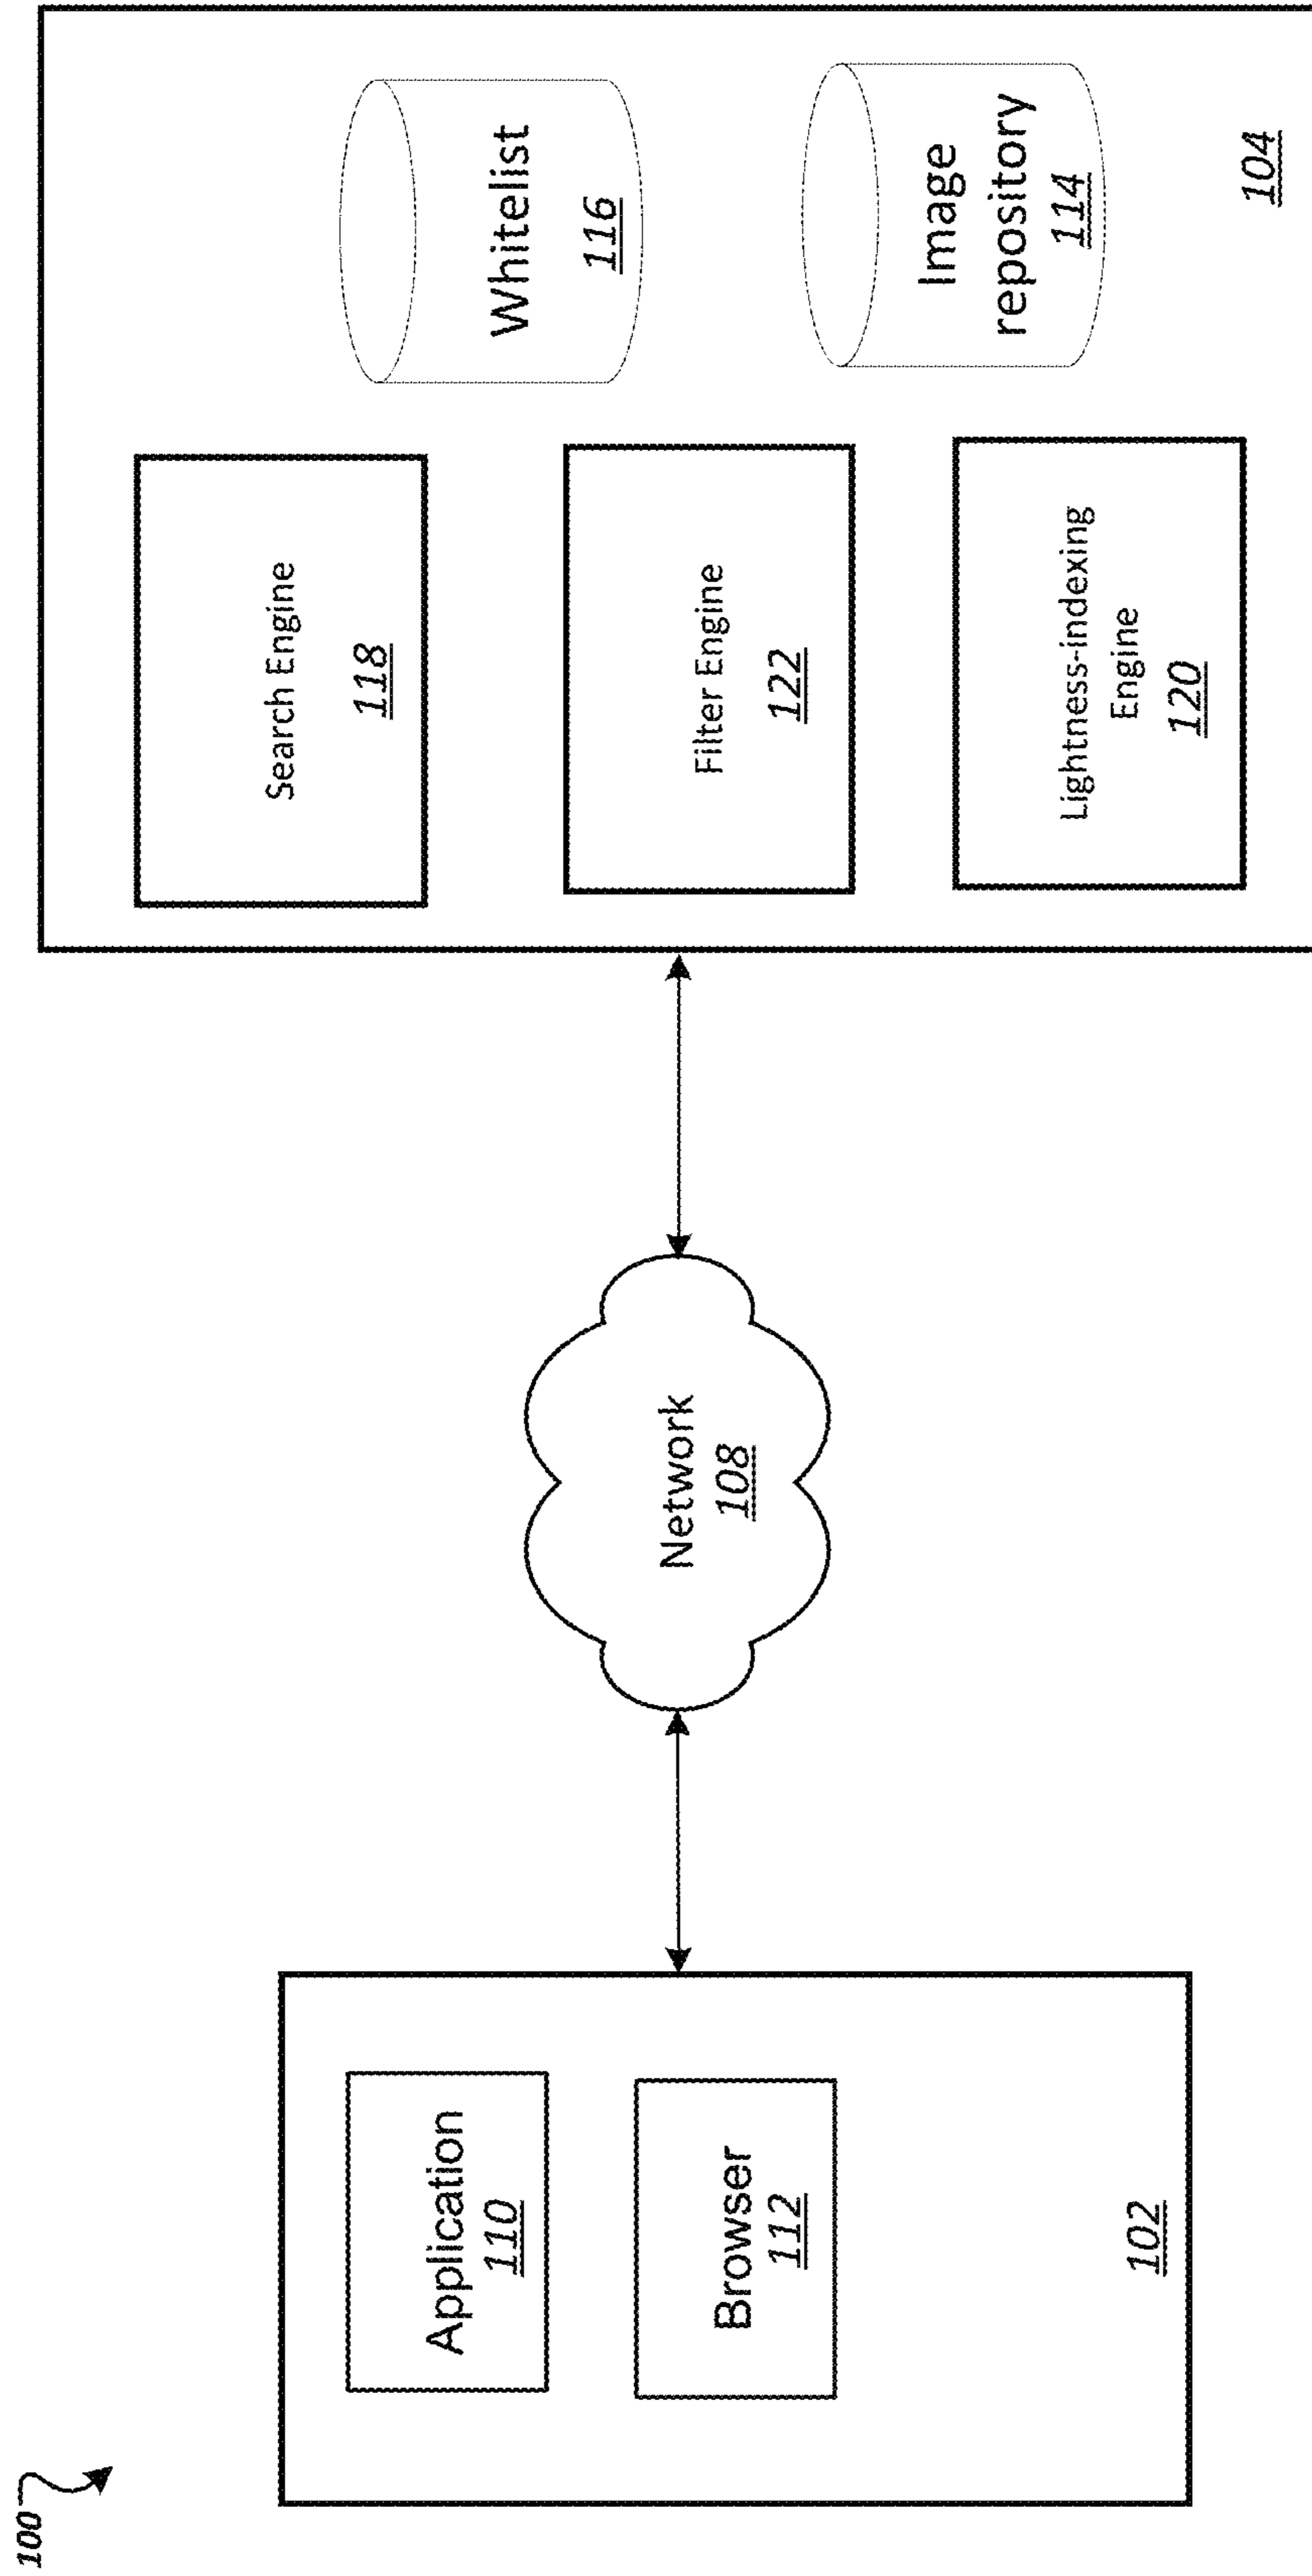 100
Application
110
Browser
112
102
Network
108
Search Engine
118
Filter Engine
122
Lightness-indexing
Engine
120
Whitelist
116
Image
repository
114
104